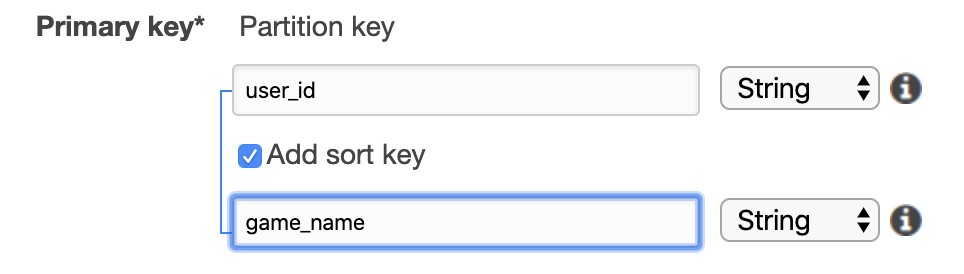 Primary key* Partition key
user_id String
Add sort key
game_name String